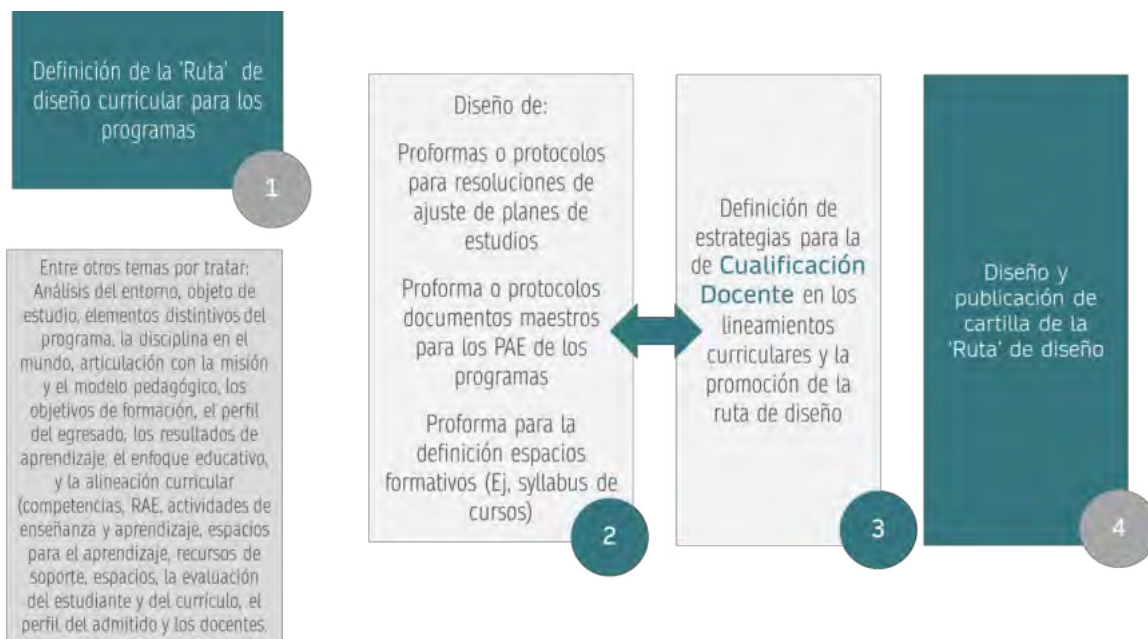 Definición de la 'Ruta' de
diseño curricular para los
programas
1
Entre otros temas por tratar:
Análisis del entorno, objeto de
estudio, elementos distintivos del
programa, la disciplina en el
mundo, articulación con la misión
y el modelo pedagógico, los
objetivos de formación, el perfil
del egresado, los resultados de
aprendizaje, el enfoque educativo,
y la alineación curricular
(competencias, RAE, actividades de
enseñanza y aprendizaje, espacios
para el aprendizaje, recursos de
soporte, espacios, la evaluación
del estudiante y del currículo, el
perfil del admitido y los docentes.
Diseño de:
Proformas o protocolos
para resoluciones de
ajuste de planes de
estudios
Proforma o protocolos
documentos maestros
para los PAE de los
programas
Proforma para la
definición espacios
formativos (Ej, syllabus de
cursos)
2
Definición de
estrategias para la
de Cualificación
Docente en los
lineamientos
curriculares y la
promoción de la
ruta de diseño
3
Diseño y
publicación de
cartilla de la
'Ruta' de diseño
4